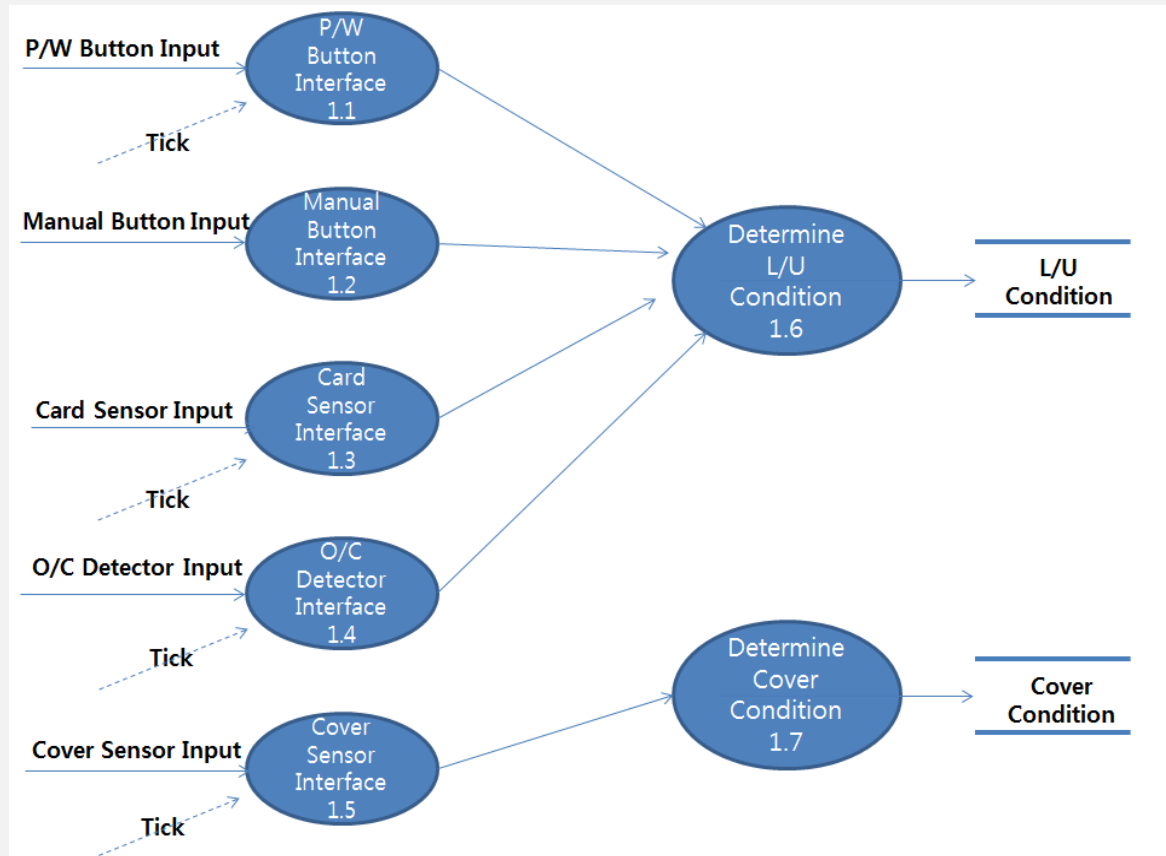 P/W Button Input
P/W
Button
Interface
1.1
Tick
Manual Button Input
Manual
Button
Interface
1.2
Determine
L/U
Condition
1.6
L/U
Condition
Card Sensor Input
Card
Sensor
Interface
1.3
Tick
O/C Detector Input
O/C
Detector
Interface
1.4
Tick
Determine
Cover
Condition
1.7
Cover
Condition
Cover Sensor Input
Cover
Sensor
Interface
1.5
Tick